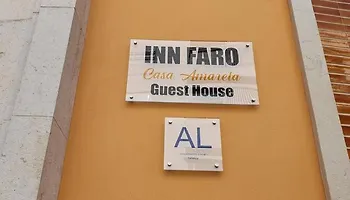 INN FARO
Casa Amarela
Guest House
AL